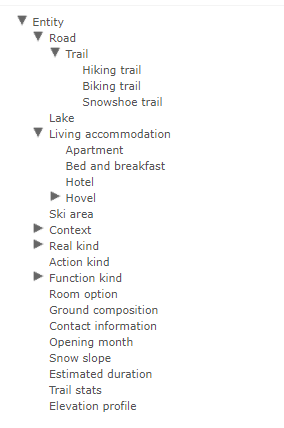 Entity
Road
Trail
Hiking trail
Biking trail
Snowshoe trail
Lake
Living accommodation
Apartment
Bed and breakfast
Hotel
Hovel
Ski area
Context
Real kind
Action kind
Function kind
Room option
Ground composition
Contact information
Opening month
Snow slope
Estimated duration
Trail stats
Elevation profile